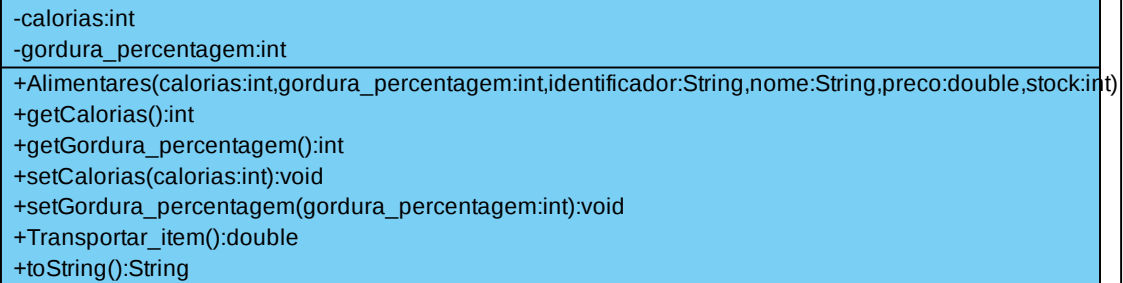 -calorias:int
-gordura_percentagem:int
+Alimentares(calorias:int,gordura_percentagem:int,identificador:String,nome:String,preco:double,stock:int)
+getCalorias():int
+getGordura_percentagem():int
+setCalorias(calorias:int):void
+setGordura_percentagem(gordura_percentagem:int):void
+Transportar_item():double
+toString():String